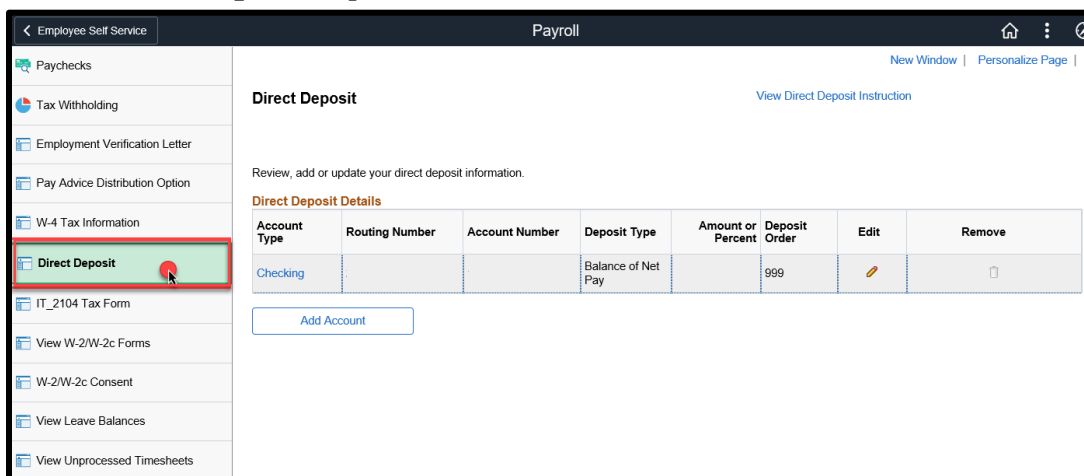 Employee Self Service
Payroll
New Window | Personalize Page |
Paychecks
Tax Withholding
Employment Verification Letter
Pay Advice Distribution Option
W-4 Tax Information
Direct Deposit
IT_2104 Tax Form
View W-2/W-2c Forms
W-2/W-2c Consent
View Leave Balances
View Unprocessed Timesheets
Direct Deposit
View Direct Deposit Instruction
Review, add or update your direct deposit information.
Direct Deposit Details
Account Type Routing Number Account Number Deposit Type Amount or Percent Deposit Order Edit Remove
Checking Balance of Net Pay 999
Add Account